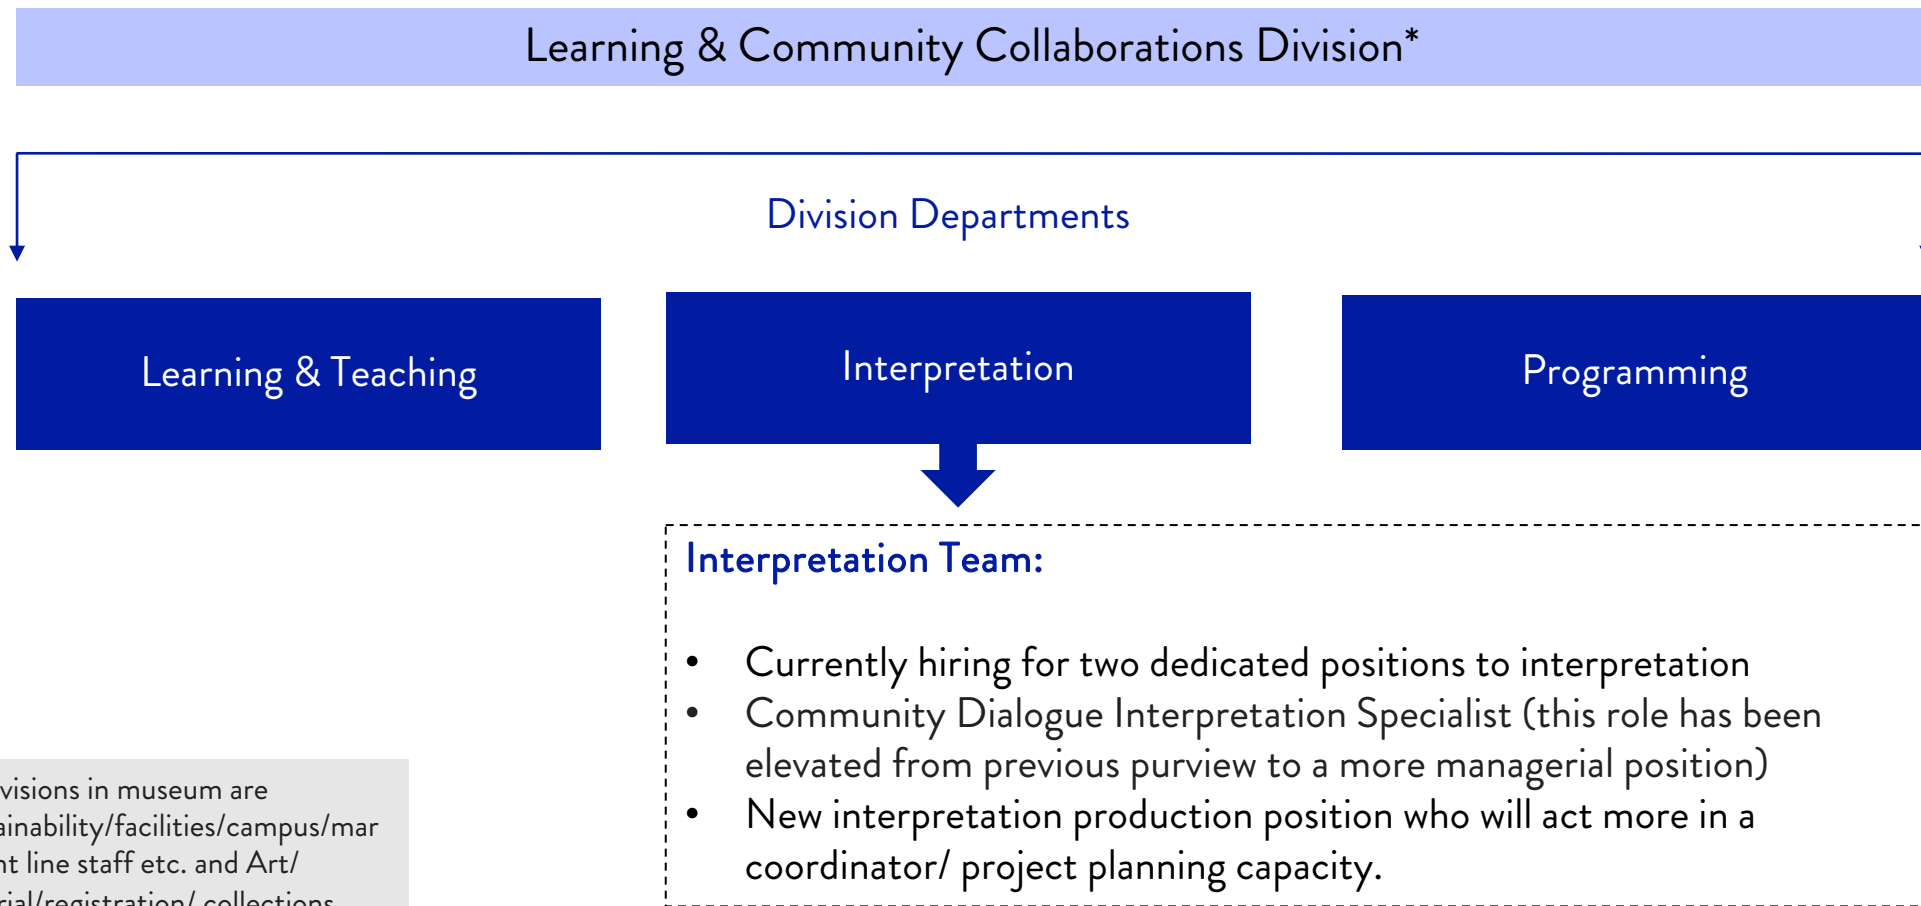 Learning & Community Collaborations Division*
Division Departments
Learning & Teaching
Interpretation
Programming
Interpretation Team:
• Currently hiring for two dedicated positions to interpretation
• Community Dialogue Interpretation Specialist (this role has been
elevated from previous purview to a more managerial position)
• New interpretation production position who will act more in a
coordinator/ project planning capacity.
visions in museum are
ainability/facilities/campus/mar
nt line staff etc. and Art/
rial/registration/ collections